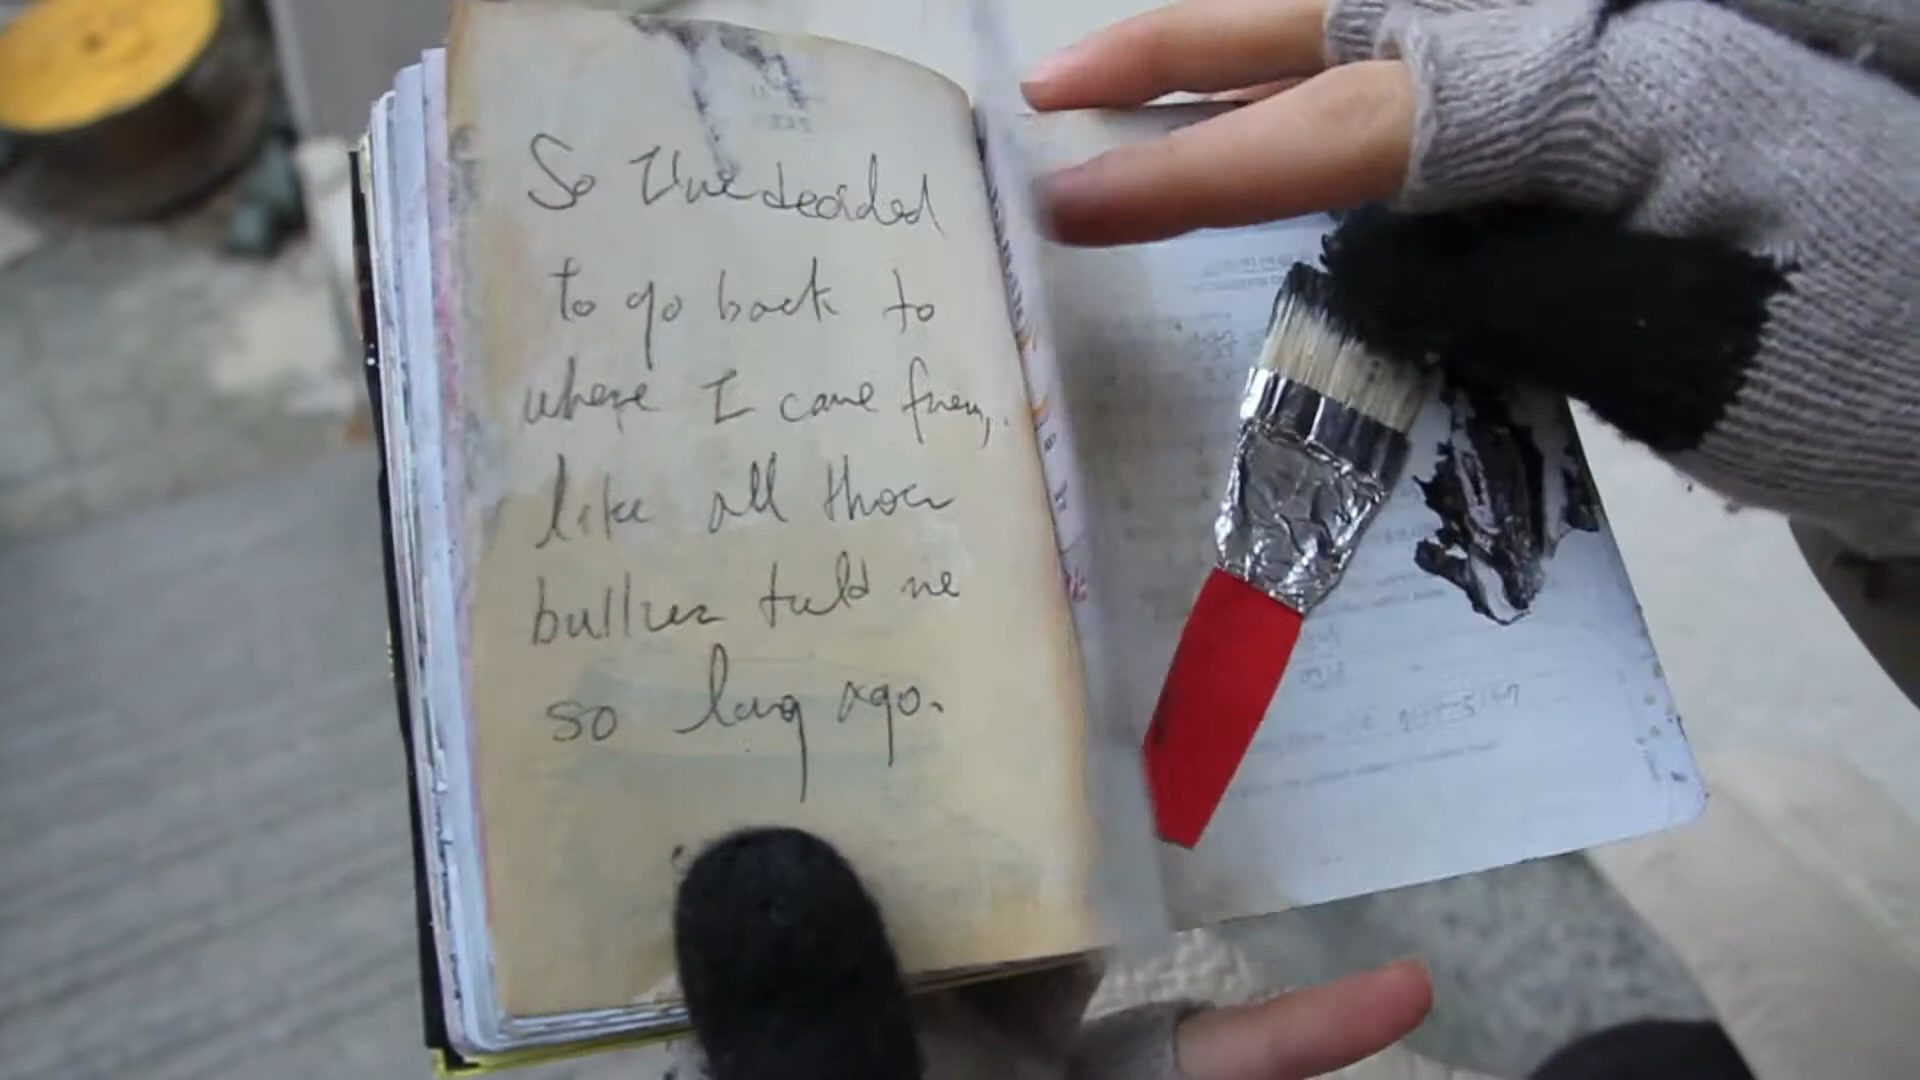 So I've decided
to go back to
where I came from,
like all those
bullies told me
so long ago.